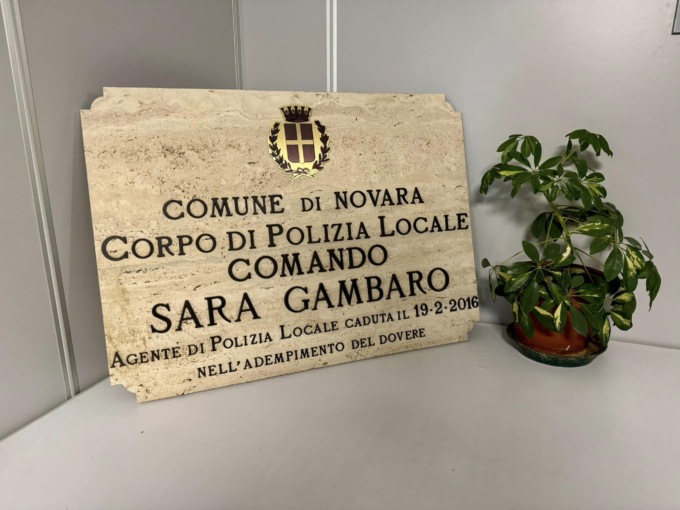 COMUNE DI NOVARA
CORPO DI POLIZIA LOCALE
COMANDO
SARA GAMBARO
AGENTE DI POLIZIA LOCALE CADUTA IL 19-2-2016
NELL'ADEMPIMENTO DEL DOVERE